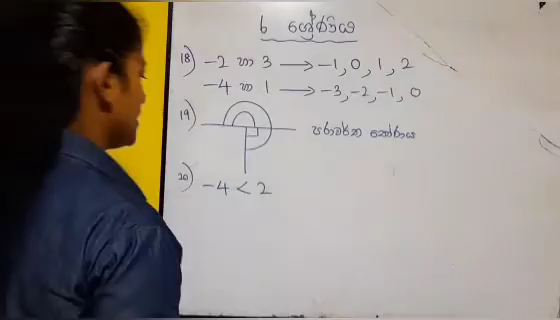 6 ශ්‍රේණිය
18) -2 හා 3 → -1, 0, 1, 2
-4 හා 1 → -3, -2, -1, 0
19) පරාවර්ත කෝණය
20) -4 < 2